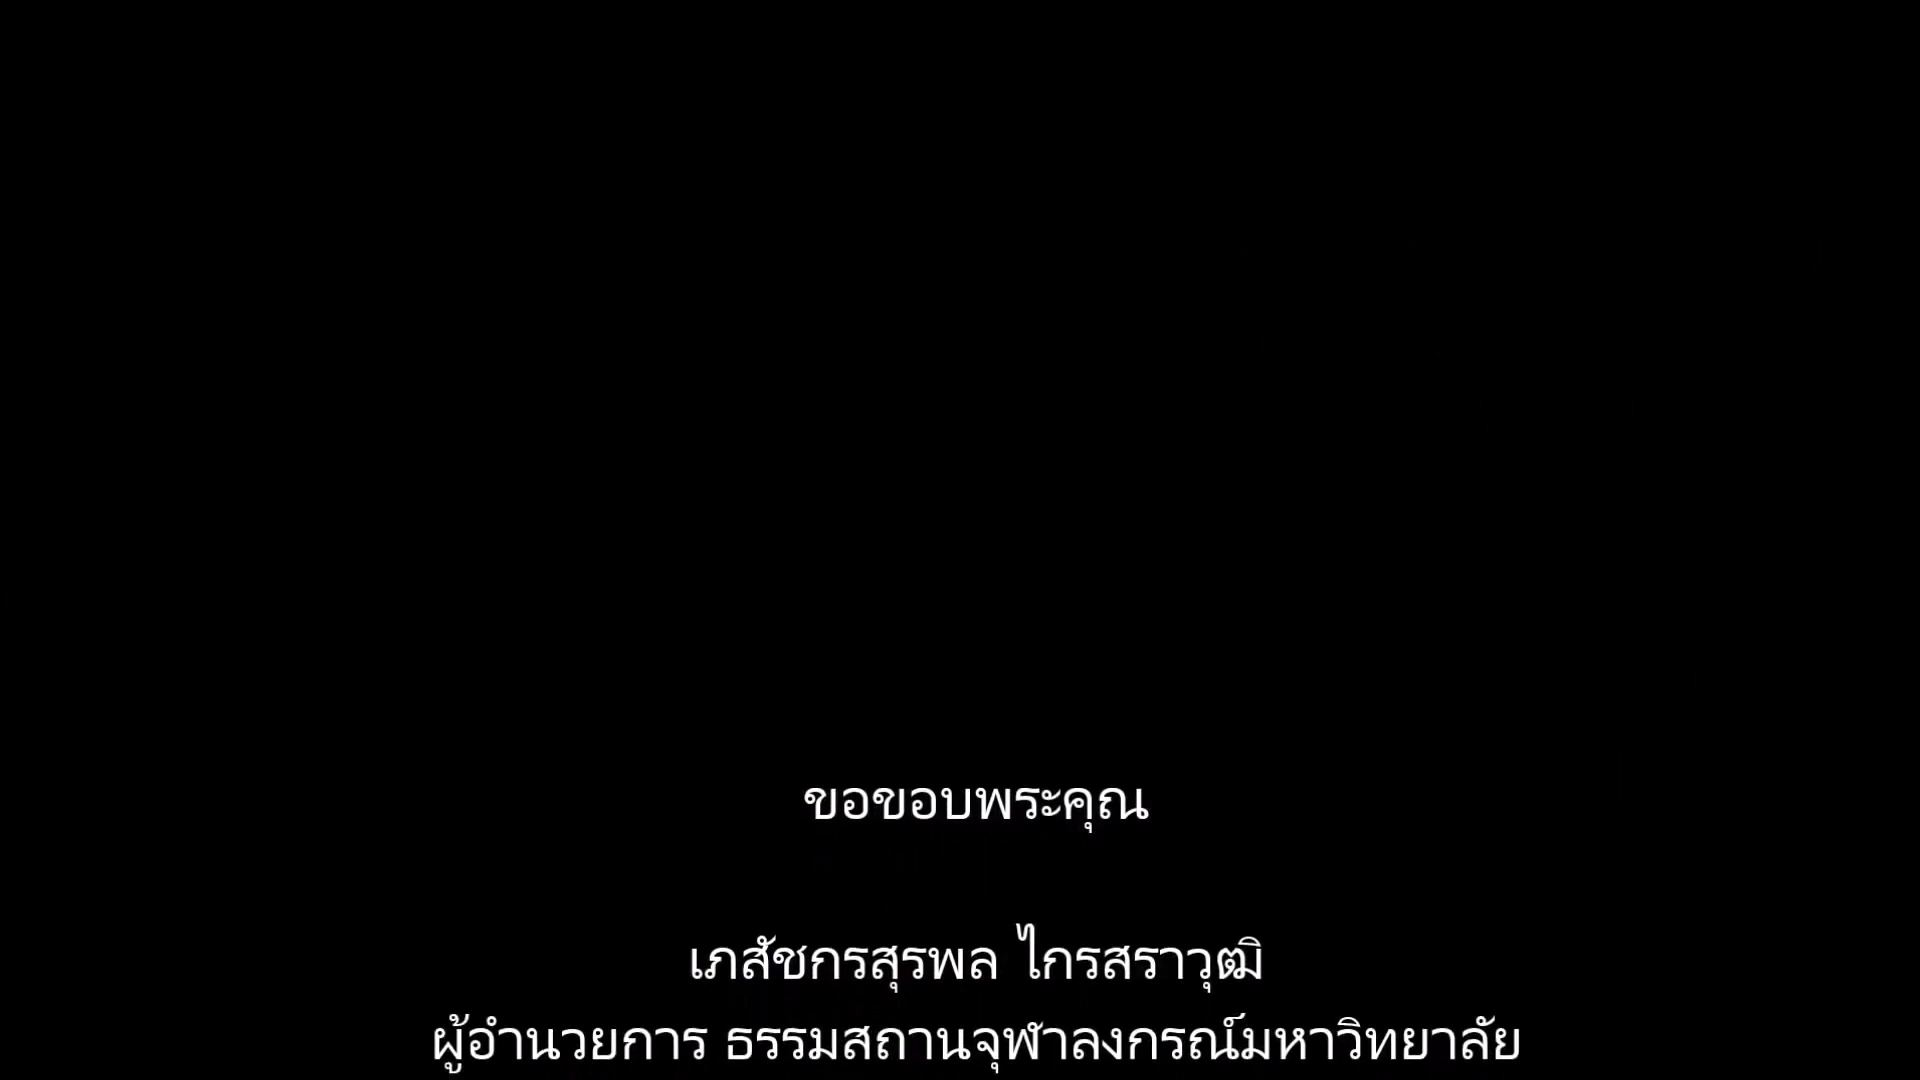 ขอขอบพระคุณ
เภสัชกรสุรพล ไกรสราวุฒิ
ผู้อำนวยการ ธรรมสถานจุฬาลงกรณ์มหาวิทยาลัย